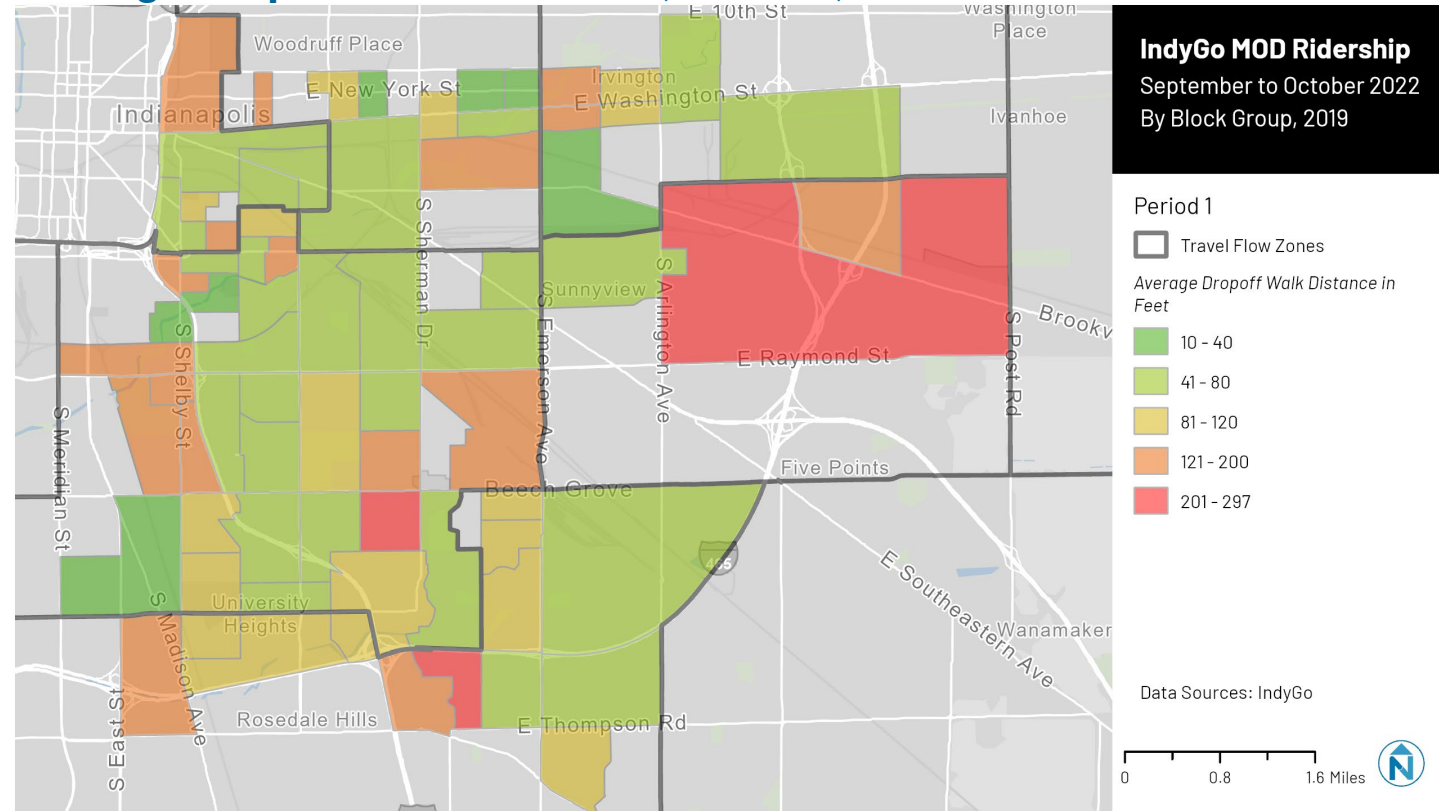 E 10th St
Washington
Place
Woodruff Place
Irvington
E New York St
E Washington St
Indianapolis
Ivanhoe
S Sherman Dr
Sunnyview
S Arlington Ave
S Emerson Ave
S Shelby St
S Post Rd
Brookv
E Raymond St
S Meridian St
Five Points
Beech Grove
465
E Southeastern Ave
S Madison Ave
University
Heights
Wanamaker
S East St
Rosedale Hills
E Thompson Rd
IndyGo MOD Ridership
September to October 2022
By Block Group, 2019
Period 1
Travel Flow Zones
Average Dropoff Walk Distance in
Feet
10 - 40
41 - 80
81 - 120
121 - 200
201 - 297
Data Sources: IndyGo
0 0.8 1.6 Miles
N